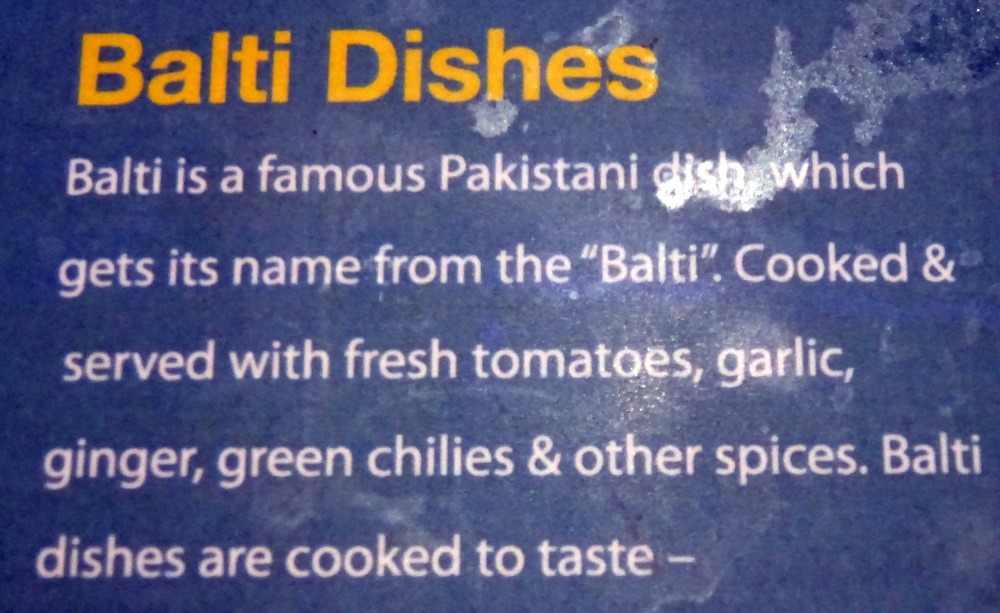 Balti Dishes
Balti is a famous Pakistani dish, which
gets its name from the “Balti”. Cooked &
served with fresh tomatoes, garlic,
ginger, green chilies & other spices. Balti
dishes are cooked to taste –